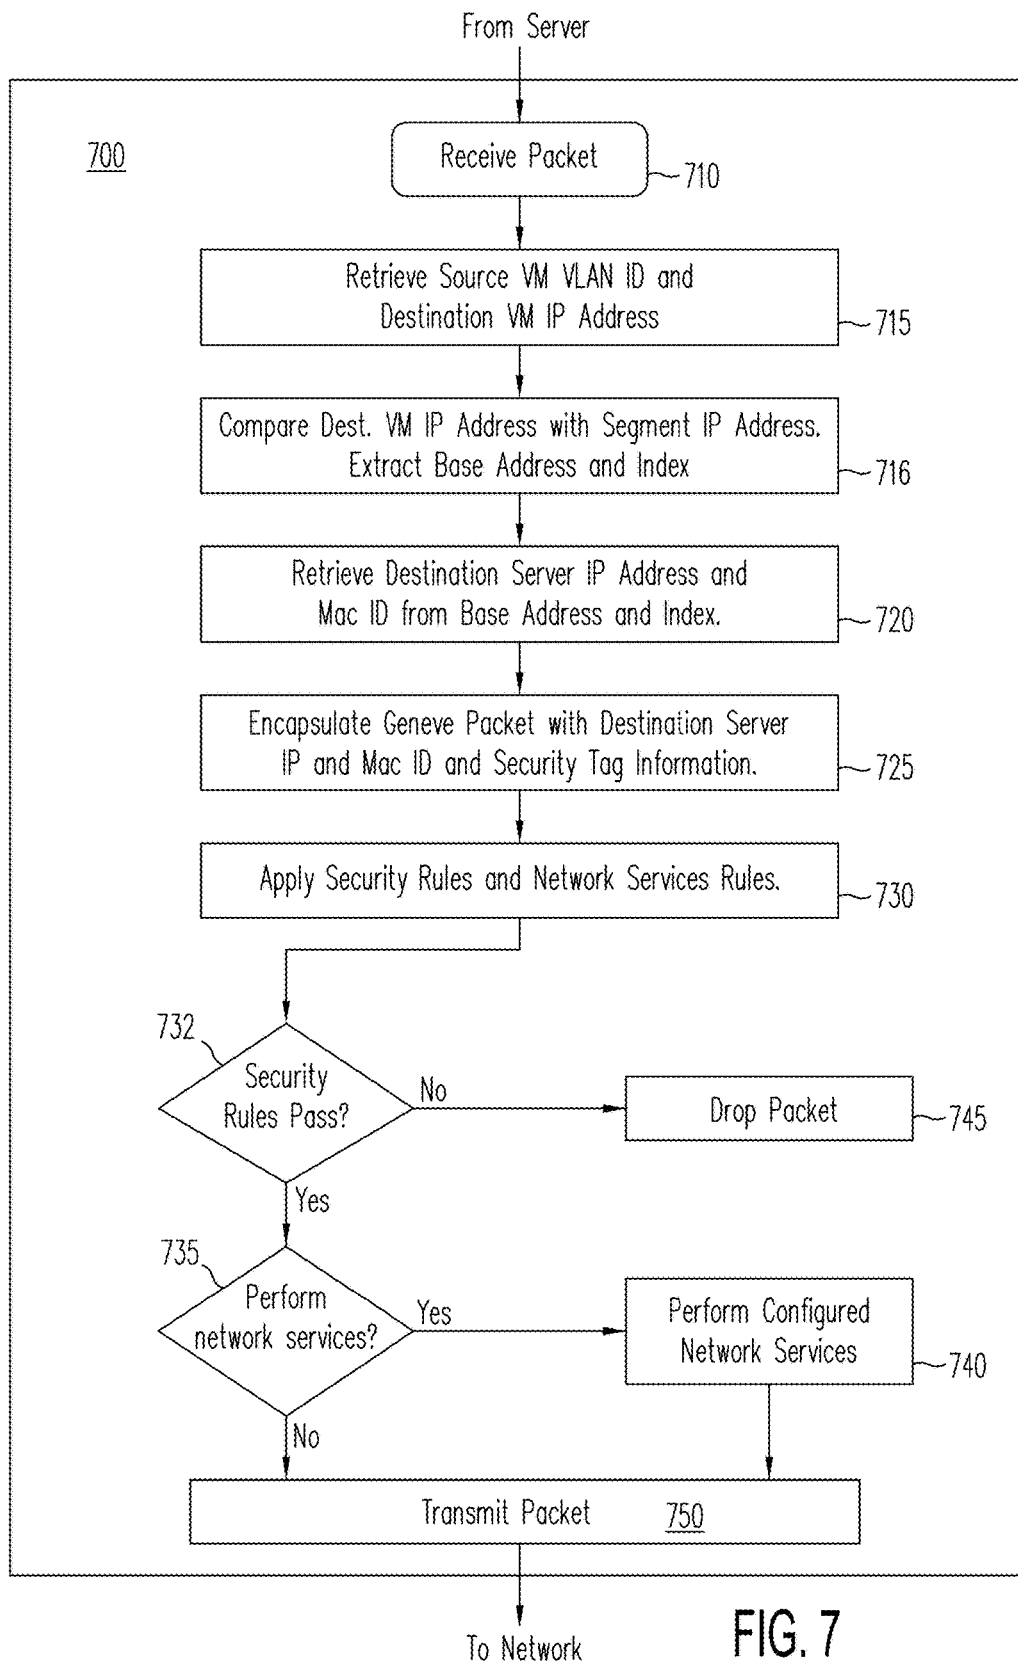 From Server
700
Receive Packet
710
Retrieve Source VM VLAN ID and
Destination VM IP Address
715
Compare Dest. VM IP Address with Segment IP Address.
Extract Base Address and Index
716
Retrieve Destination Server IP Address and
Mac ID from Base Address and Index.
720
Encapsulate Geneve Packet with Destination Server
IP and Mac ID and Security Tag Information.
725
Apply Security Rules and Network Services Rules.
730
732
Security
Rules Pass?
No
Drop Packet
745
Yes
735
Perform
network services?
Yes
Perform Configured
Network Services
740
No
Transmit Packet 750
To Network
FIG. 7